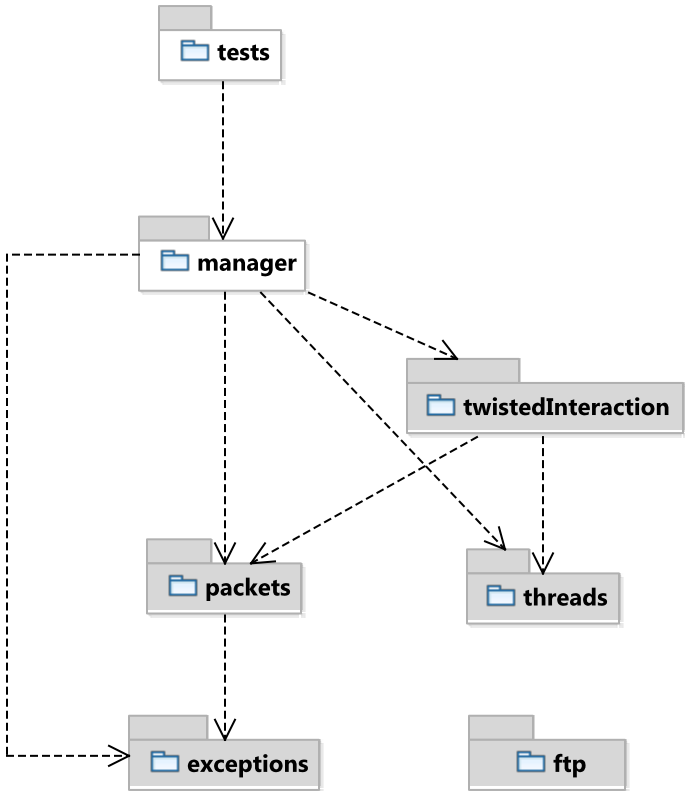 tests
manager
twistedInteraction
packets
threads
exceptions
ftp